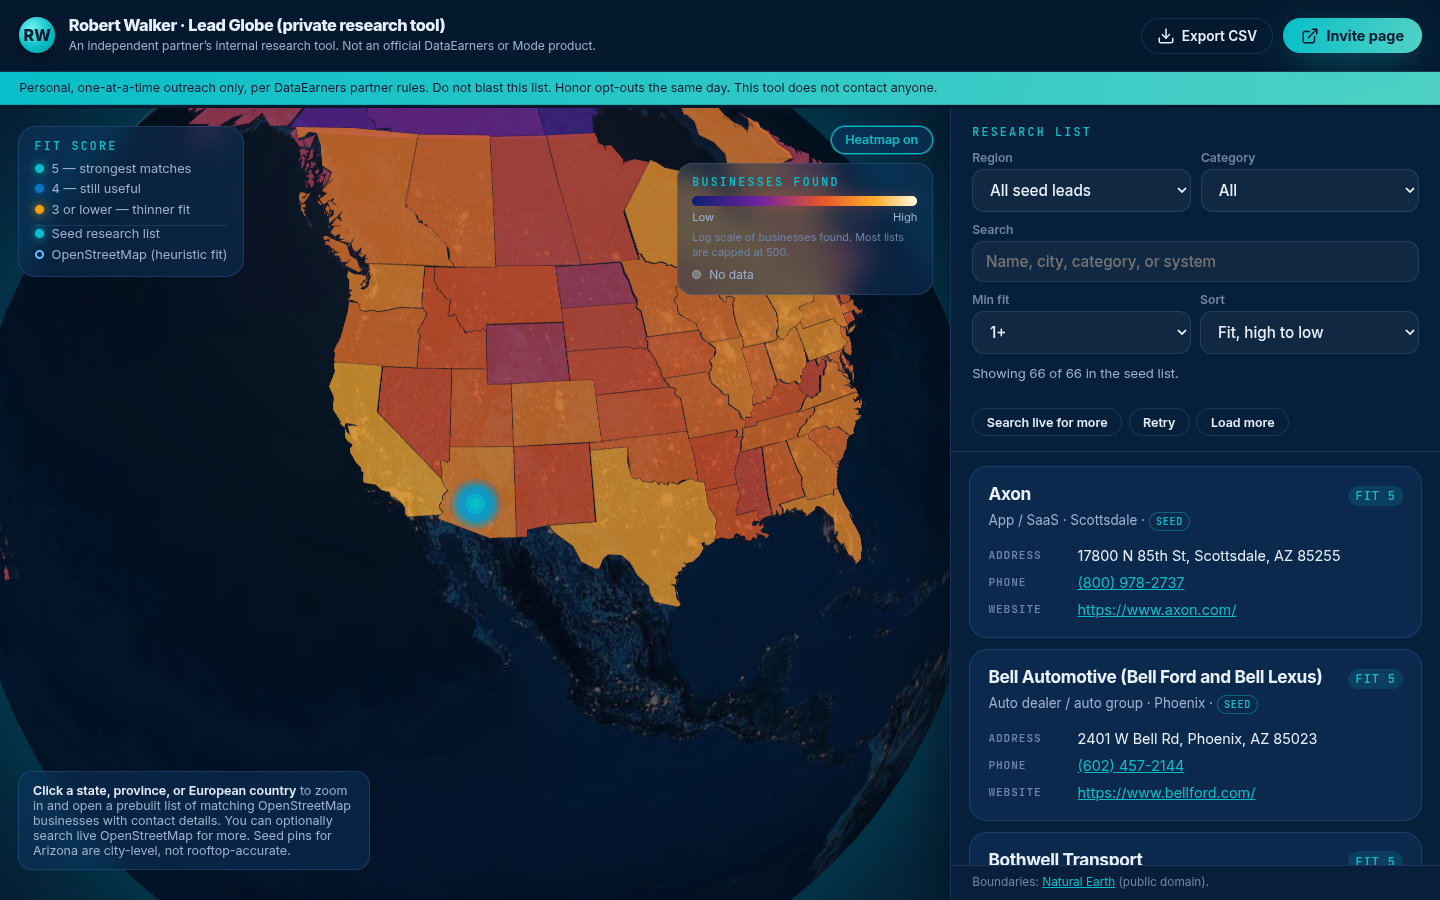 RW
Robert Walker · Lead Globe (private research tool)
An independent partner’s internal research tool. Not an official DataEarners or Mode product.
Export CSV
Invite page
Personal, one-at-a-time outreach only, per DataEarners partner rules. Do not blast this list. Honor opt-outs the same day. This tool does not contact anyone.
FIT SCORE
5 — strongest matches
4 — still useful
3 or lower — thinner fit
Seed research list
OpenStreetMap (heuristic fit)
Heatmap on
BUSINESSES FOUND
Low High
Log scale of businesses found. Most lists
are capped at 500.
No data
Click a state, province, or European country to zoom
in and open a prebuilt list of matching OpenStreetMap
businesses with contact details. You can optionally
search live OpenStreetMap for more. Seed pins for
Arizona are city-level, not rooftop-accurate.
RESEARCH LIST
Region Category
All seed leads All
Search
Name, city, category, or system
Min fit Sort
1+ Fit, high to low
Showing 66 of 66 in the seed list.
Search live for more Retry Load more
Axon FIT 5
App / SaaS · Scottsdale · SEED
ADDRESS 17800 N 85th St, Scottsdale, AZ 85255
PHONE (800) 978-2737
WEBSITE https://www.axon.com/
Bell Automotive (Bell Ford and Bell Lexus) FIT 5
Auto dealer / auto group · Phoenix · SEED
ADDRESS 2401 W Bell Rd, Phoenix, AZ 85023
PHONE (602) 457-2144
WEBSITE https://www.bellford.com/
Bothwell Transport FIT 5
Boundaries: Natural Earth (public domain).